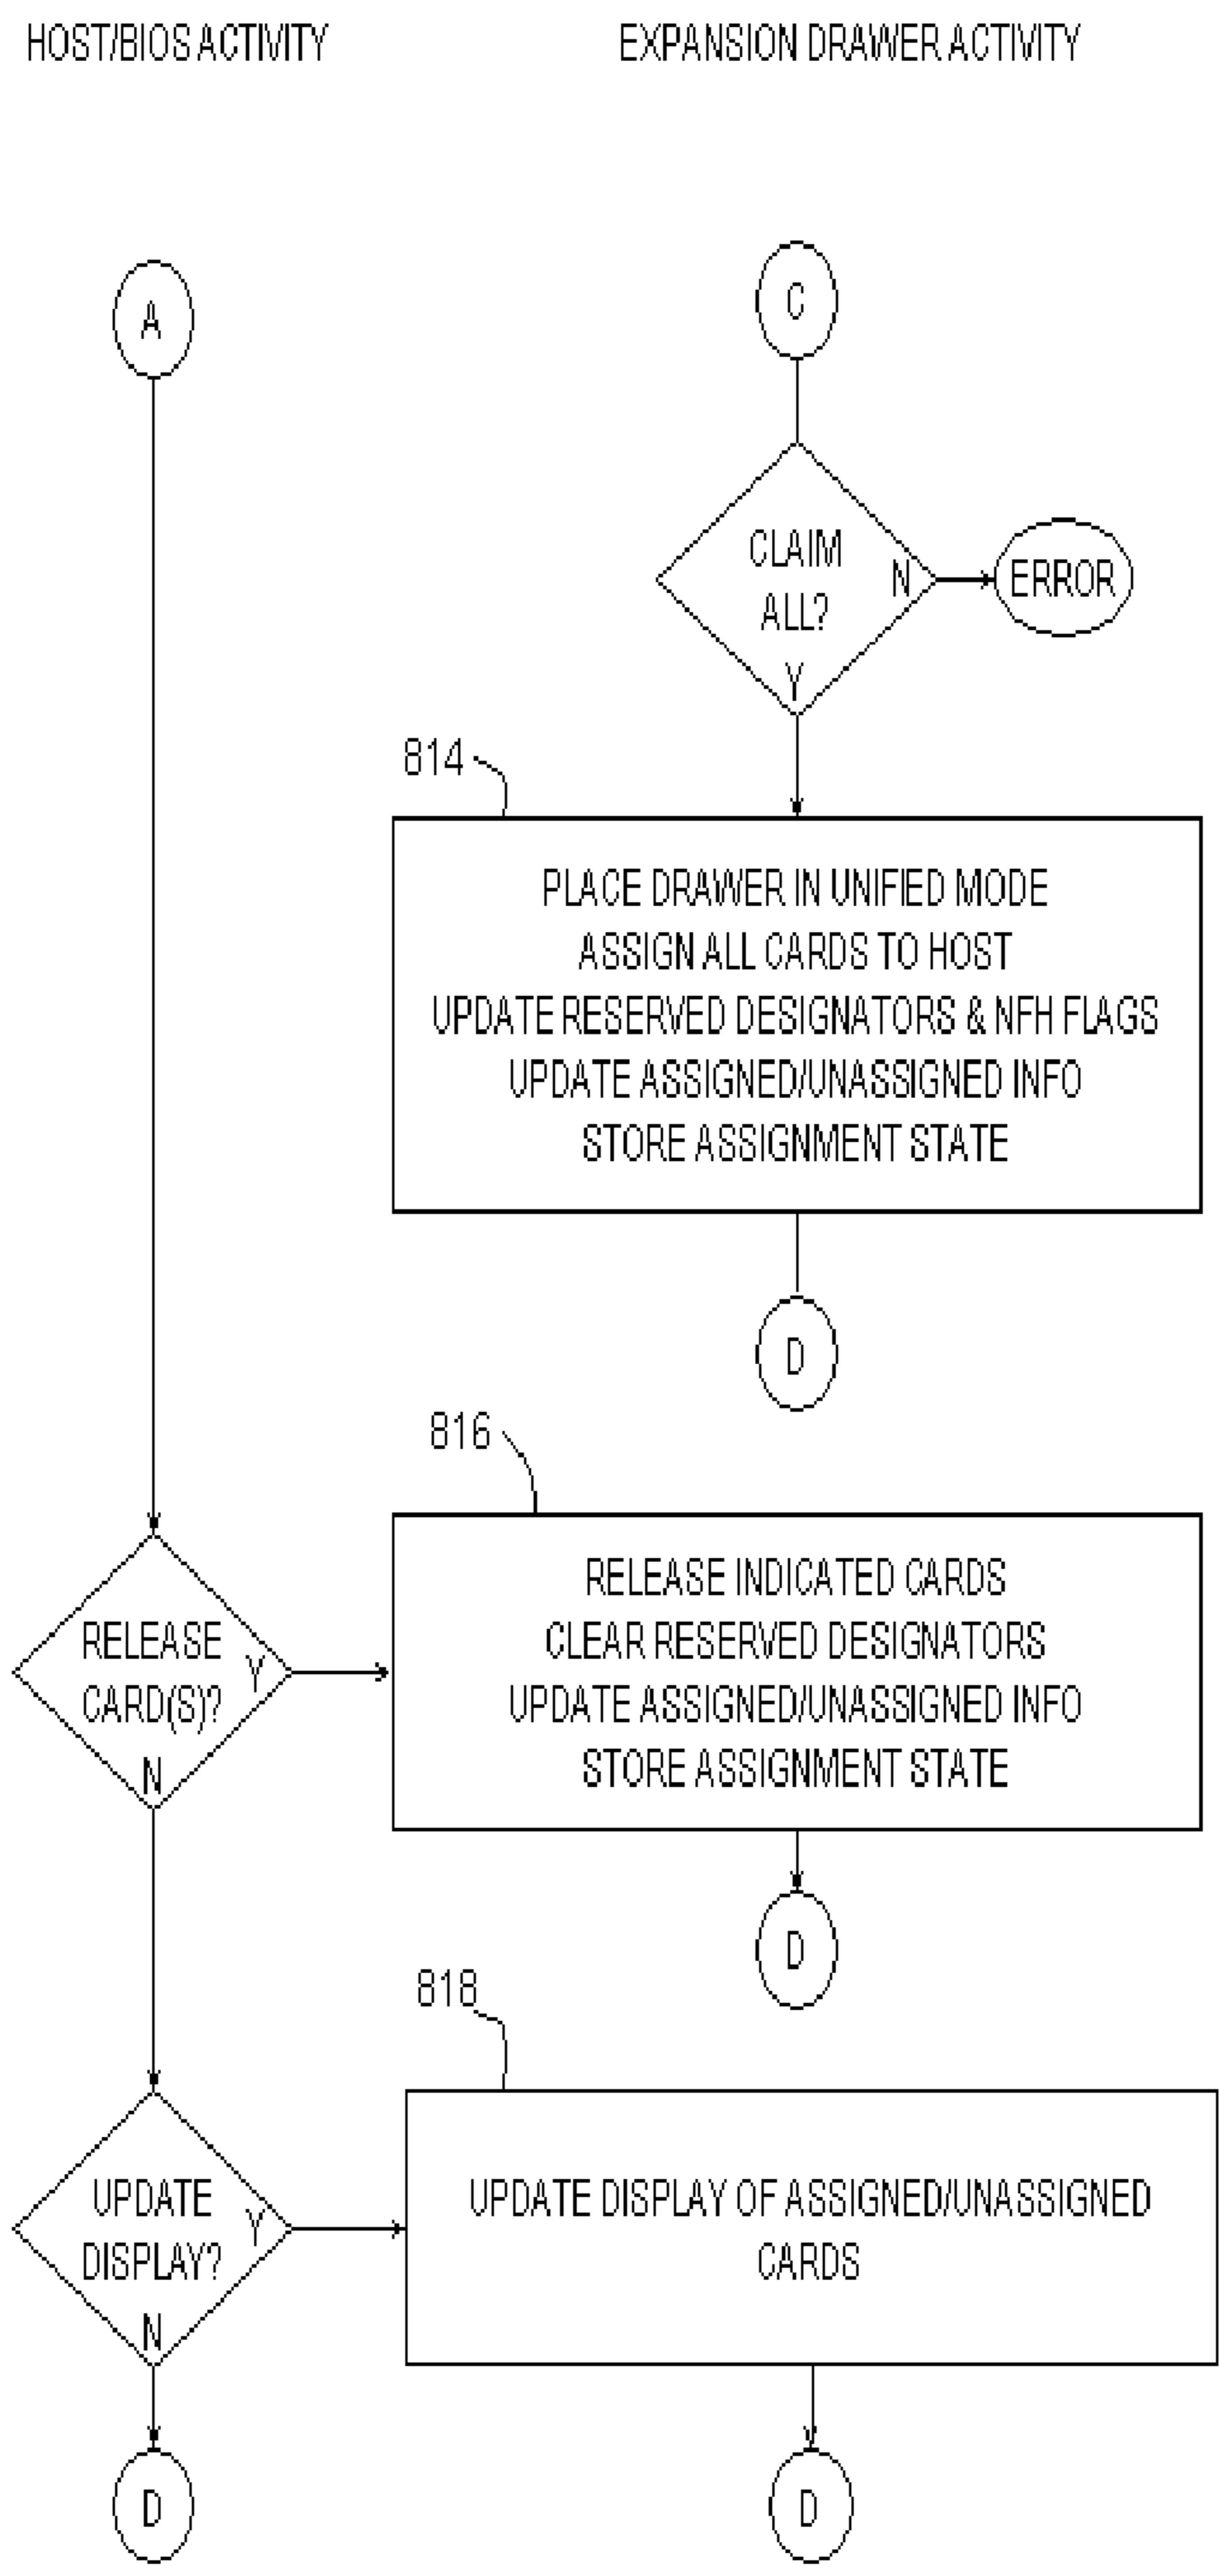 HOST/BIOS ACTIVITY
EXPANSION DRAWER ACTIVITY
A
C
CLAIM
ALL?
N
ERROR
Y
814
PLACE DRAWER IN UNIFIED MODE
ASSIGN ALL CARDS TO HOST
UPDATE RESERVED DESIGNATORS & NFH FLAGS
UPDATE ASSIGNED/UNASSIGNED INFO
STORE ASSIGNMENT STATE
D
816
RELEASE
CARD(S)?
Y
N
RELEASE INDICATED CARDS
CLEAR RESERVED DESIGNATORS
UPDATE ASSIGNED/UNASSIGNED INFO
STORE ASSIGNMENT STATE
D
818
UPDATE
DISPLAY?
Y
N
UPDATE DISPLAY OF ASSIGNED/UNASSIGNED
CARDS
D
D